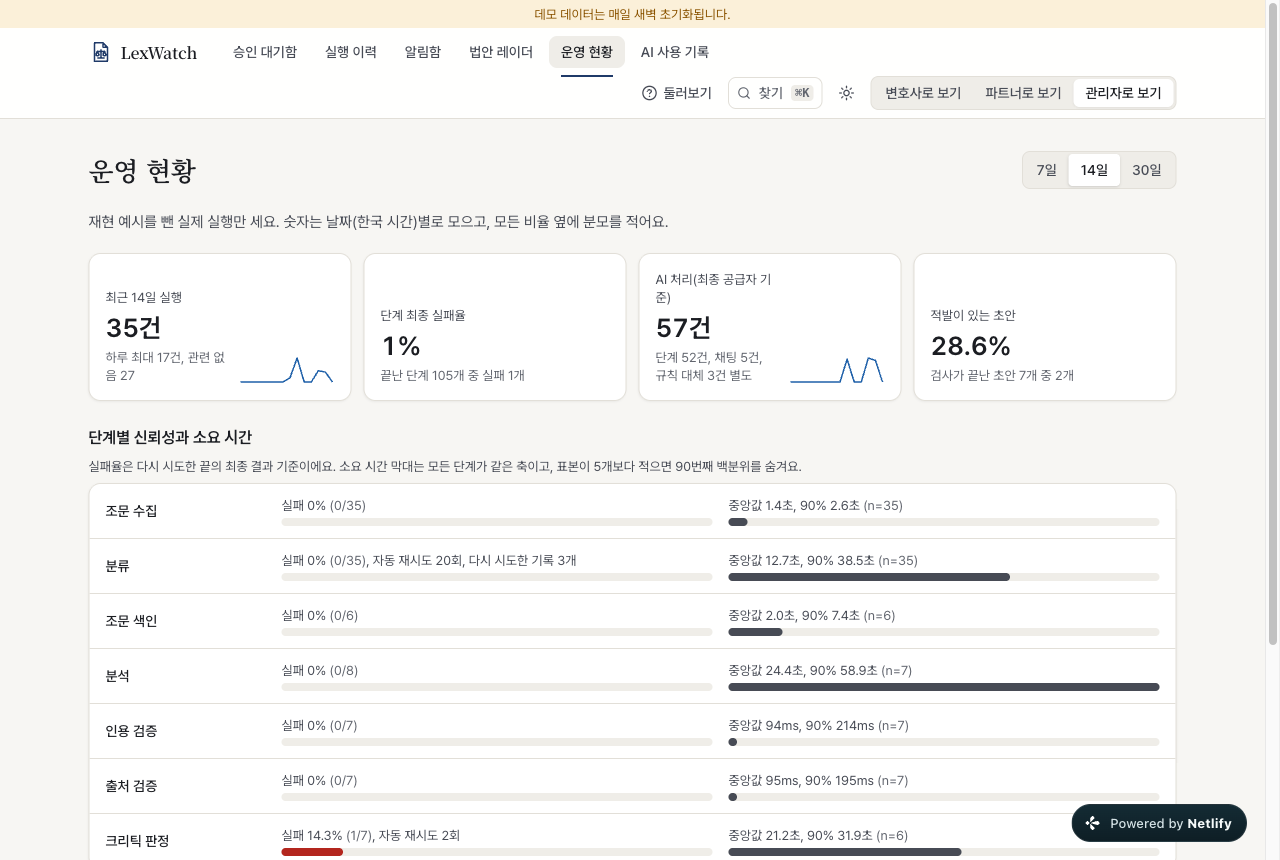 데모 데이터는 매일 새벽 초기화됩니다.
LexWatch
승인 대기함
실행 이력
알림함
법안 레이더
운영 현황
AI 사용 기록
둘러보기
찾기 ⌘K
변호사로 보기
파트너로 보기
관리자로 보기
운영 현황
7일
14일
30일
재현 예시를 뺀 실제 실행만 세요. 숫자는 날짜(한국 시간)별로 모으고, 모든 비율 옆에 분모를 적어요.
최근 14일 실행
35건
하루 최대 17건, 관련 없
음 27
단계 최종 실패율
1%
끝난 단계 105개 중 실패 1개
AI 처리(최종 공급자 기
준)
57건
단계 52건, 채팅 5건,
규칙 대체 3건 별도
적발이 있는 초안
28.6%
검사가 끝난 초안 7개 중 2개
단계별 신뢰성과 소요 시간
실패율은 다시 시도한 끝의 최종 결과 기준이에요. 소요 시간 막대는 모든 단계가 같은 축이고, 표본이 5개보다 적으면 90번째 백분위를 숨겨요.
조문 수집
실패 0% (0/35)
중앙값 1.4초, 90% 2.6초 (n=35)
분류
실패 0% (0/35), 자동 재시도 20회, 다시 시도한 기록 3개
중앙값 12.7초, 90% 38.5초 (n=35)
조문 색인
실패 0% (0/6)
중앙값 2.0초, 90% 7.4초 (n=6)
분석
실패 0% (0/8)
중앙값 24.4초, 90% 58.9초 (n=7)
인용 검증
실패 0% (0/7)
중앙값 94ms, 90% 214ms (n=7)
출처 검증
실패 0% (0/7)
중앙값 95ms, 90% 195ms (n=7)
크리틱 판정
실패 14.3% (1/7), 자동 재시도 2회
중앙값 21.2초, 90% 31.9초 (n=6)
Powered by Netlify